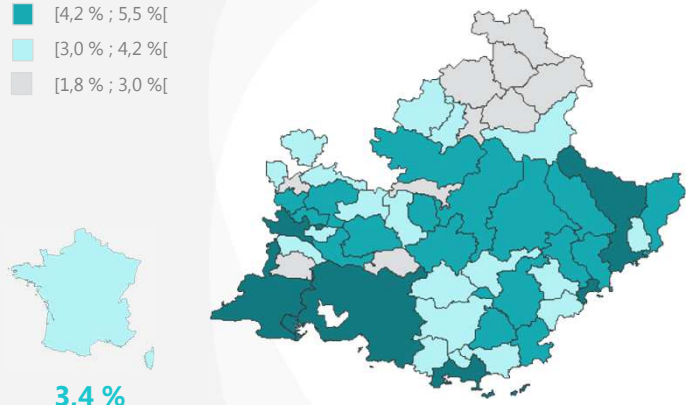 [4,2 % ; 5,5 %[
[3,0 % ; 4,2 %[
[1,8 % ; 3,0 %[
3,4 %